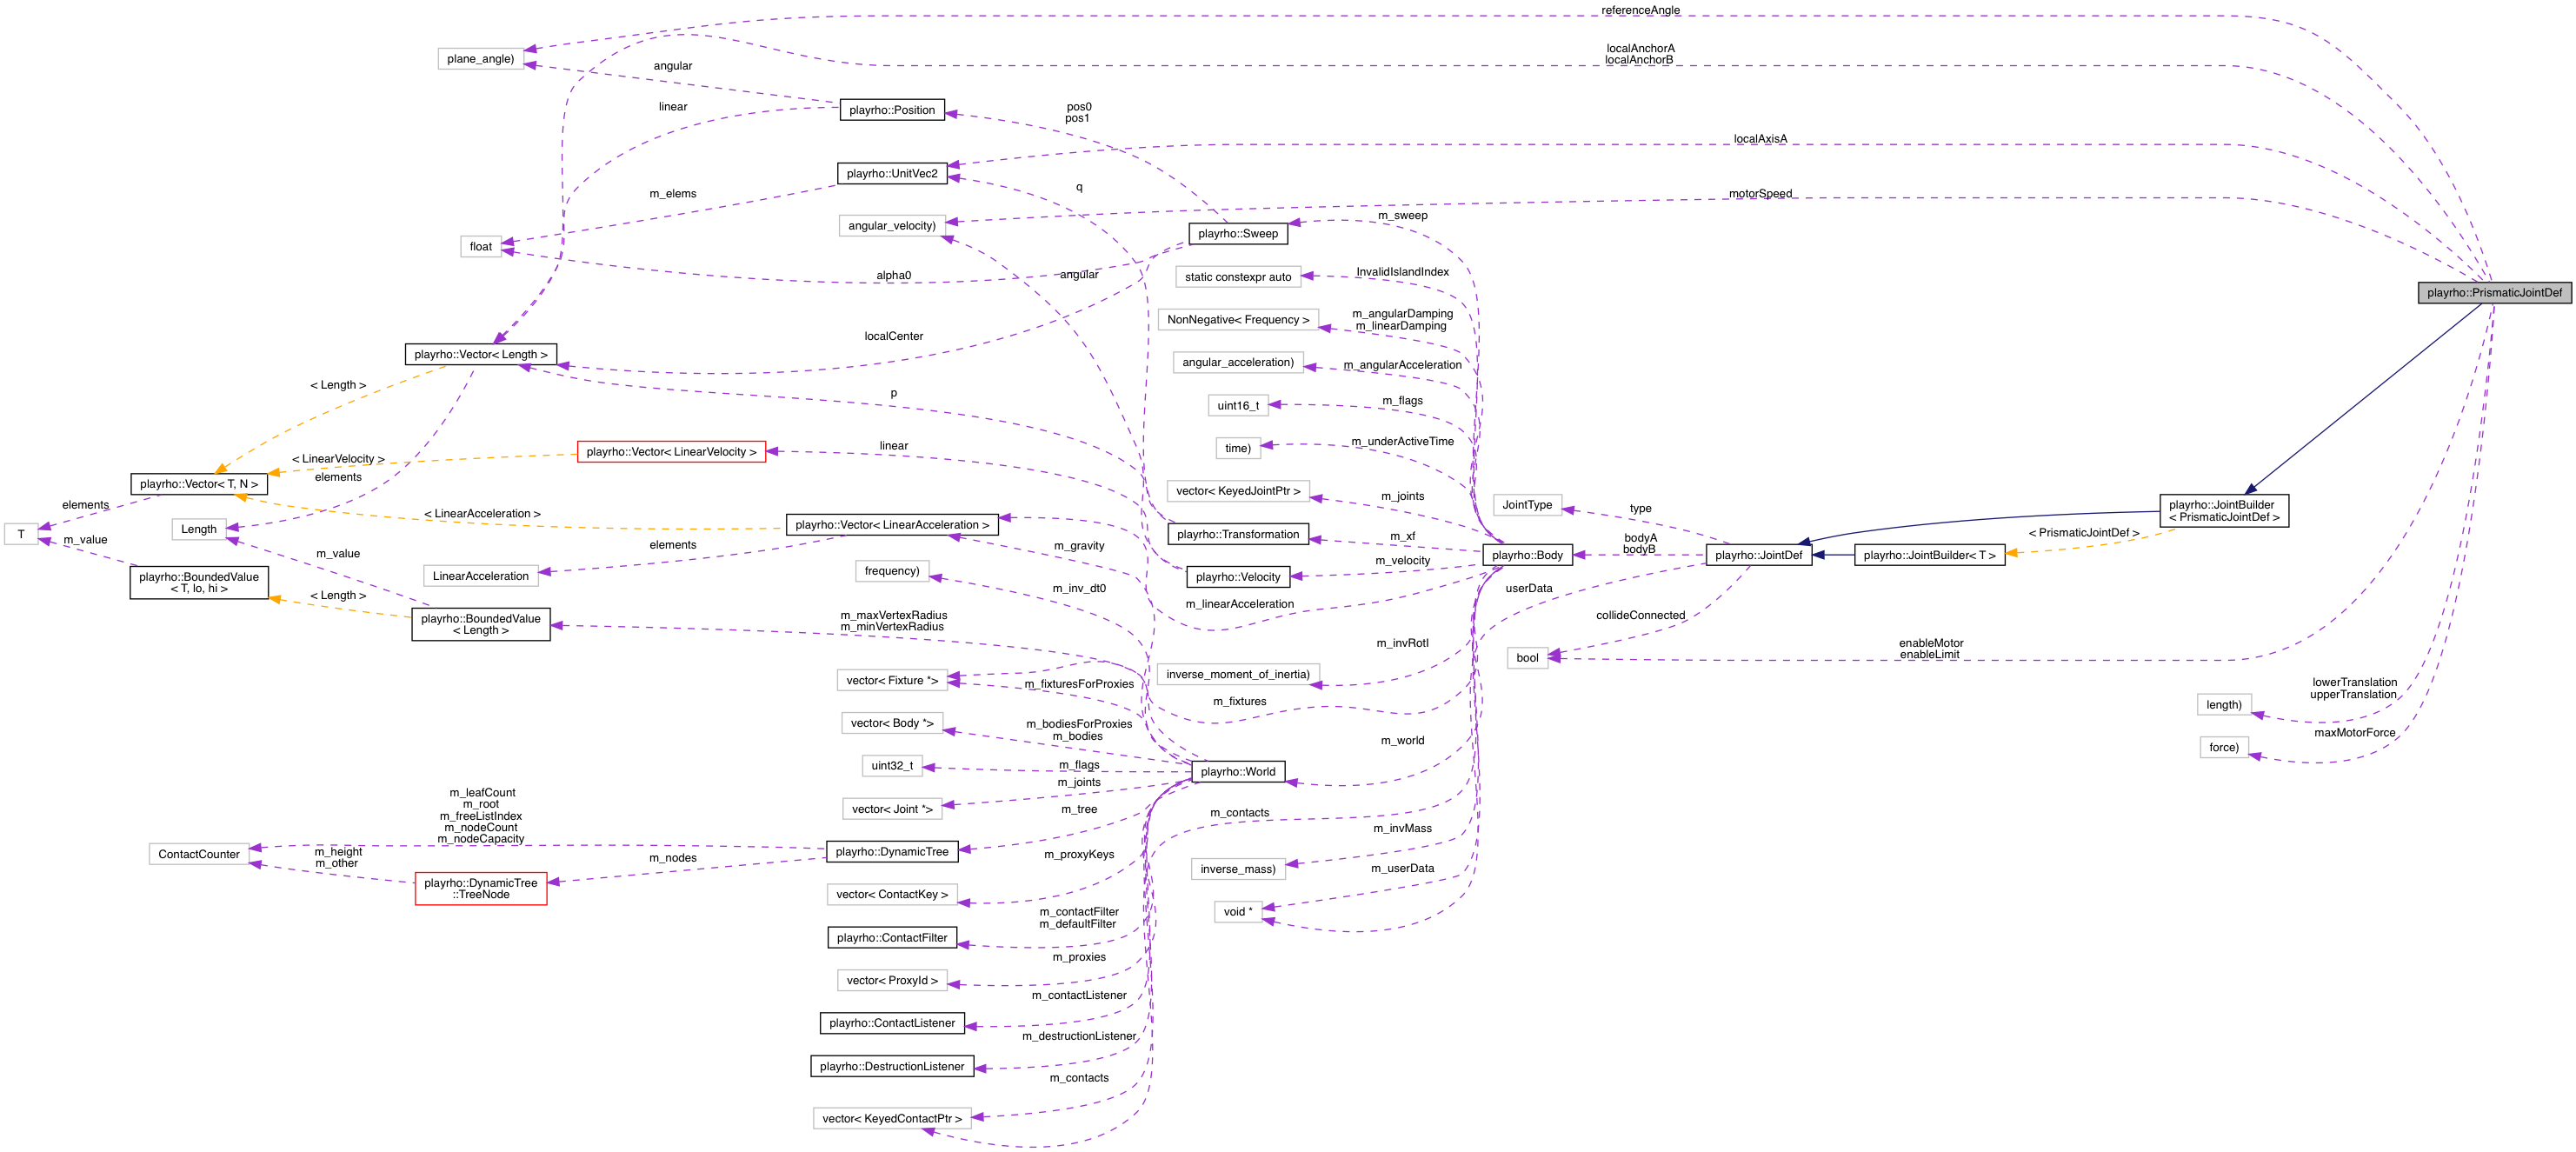 referenceAngle
localAnchorA
localAnchorB
plane_angle)
angular
linear
playrho::Position
pos0
pos1
localAxisA
playrho::UnitVec2
q
m_elems
motorSpeed
angular_velocity)
m_sweep
float
playrho::Sweep
alpha0
angular
static constexpr auto
InvalidIslandIndex
playrho::PrismaticJointDef
NonNegative< Frequency >
m_angularDamping
m_linearDamping
localCenter
playrho::Vector< Length >
angular_acceleration)
m_angularAcceleration
< Length >
p
uint16_t
m_flags
time)
m_underActiveTime
linear
playrho::Vector< LinearVelocity >
< LinearVelocity >
elements
playrho::Vector< T, N >
vector< KeyedJointPtr >
m_joints
JointType
type
playrho::JointBuilder
< PrismaticJointDef >
elements
< LinearAcceleration >
Length
playrho::Vector< LinearAcceleration >
playrho::Transformation
T
m_value
< PrismaticJointDef >
m_xf
bodyA
bodyB
elements
m_gravity
m_value
playrho::Body
playrho::JointDef
playrho::JointBuilder< T >
m_velocity
LinearAcceleration
frequency)
playrho::Velocity
playrho::BoundedValue
< T, lo, hi >
m_inv_dt0
userData
< Length >
m_linearAcceleration
m_maxVertexRadius
m_minVertexRadius
collideConnected
playrho::BoundedValue
< Length >
m_invRotI
enableMotor
enableLimit
bool
inverse_moment_of_inertia)
vector< Fixture *>
m_fixturesForProxies
m_fixtures
lowerTranslation
upperTranslation
length)
vector< Body *>
m_bodiesForProxies
m_bodies
m_world
maxMotorForce
force)
uint32_t
m_flags
playrho::World
m_joints
m_leafCount
m_root
m_freeListIndex
m_nodeCount
m_nodeCapacity
vector< Joint *>
m_tree
m_contacts
m_invMass
ContactCounter
m_height
m_other
m_nodes
playrho::DynamicTree
m_proxyKeys
inverse_mass)
m_userData
playrho::DynamicTree
::TreeNode
vector< ContactKey >
void *
m_contactFilter
m_defaultFilter
playrho::ContactFilter
m_proxies
vector< ProxyId >
m_contactListener
playrho::ContactListener
m_destructionListener
playrho::DestructionListener
m_contacts
vector< KeyedContactPtr >